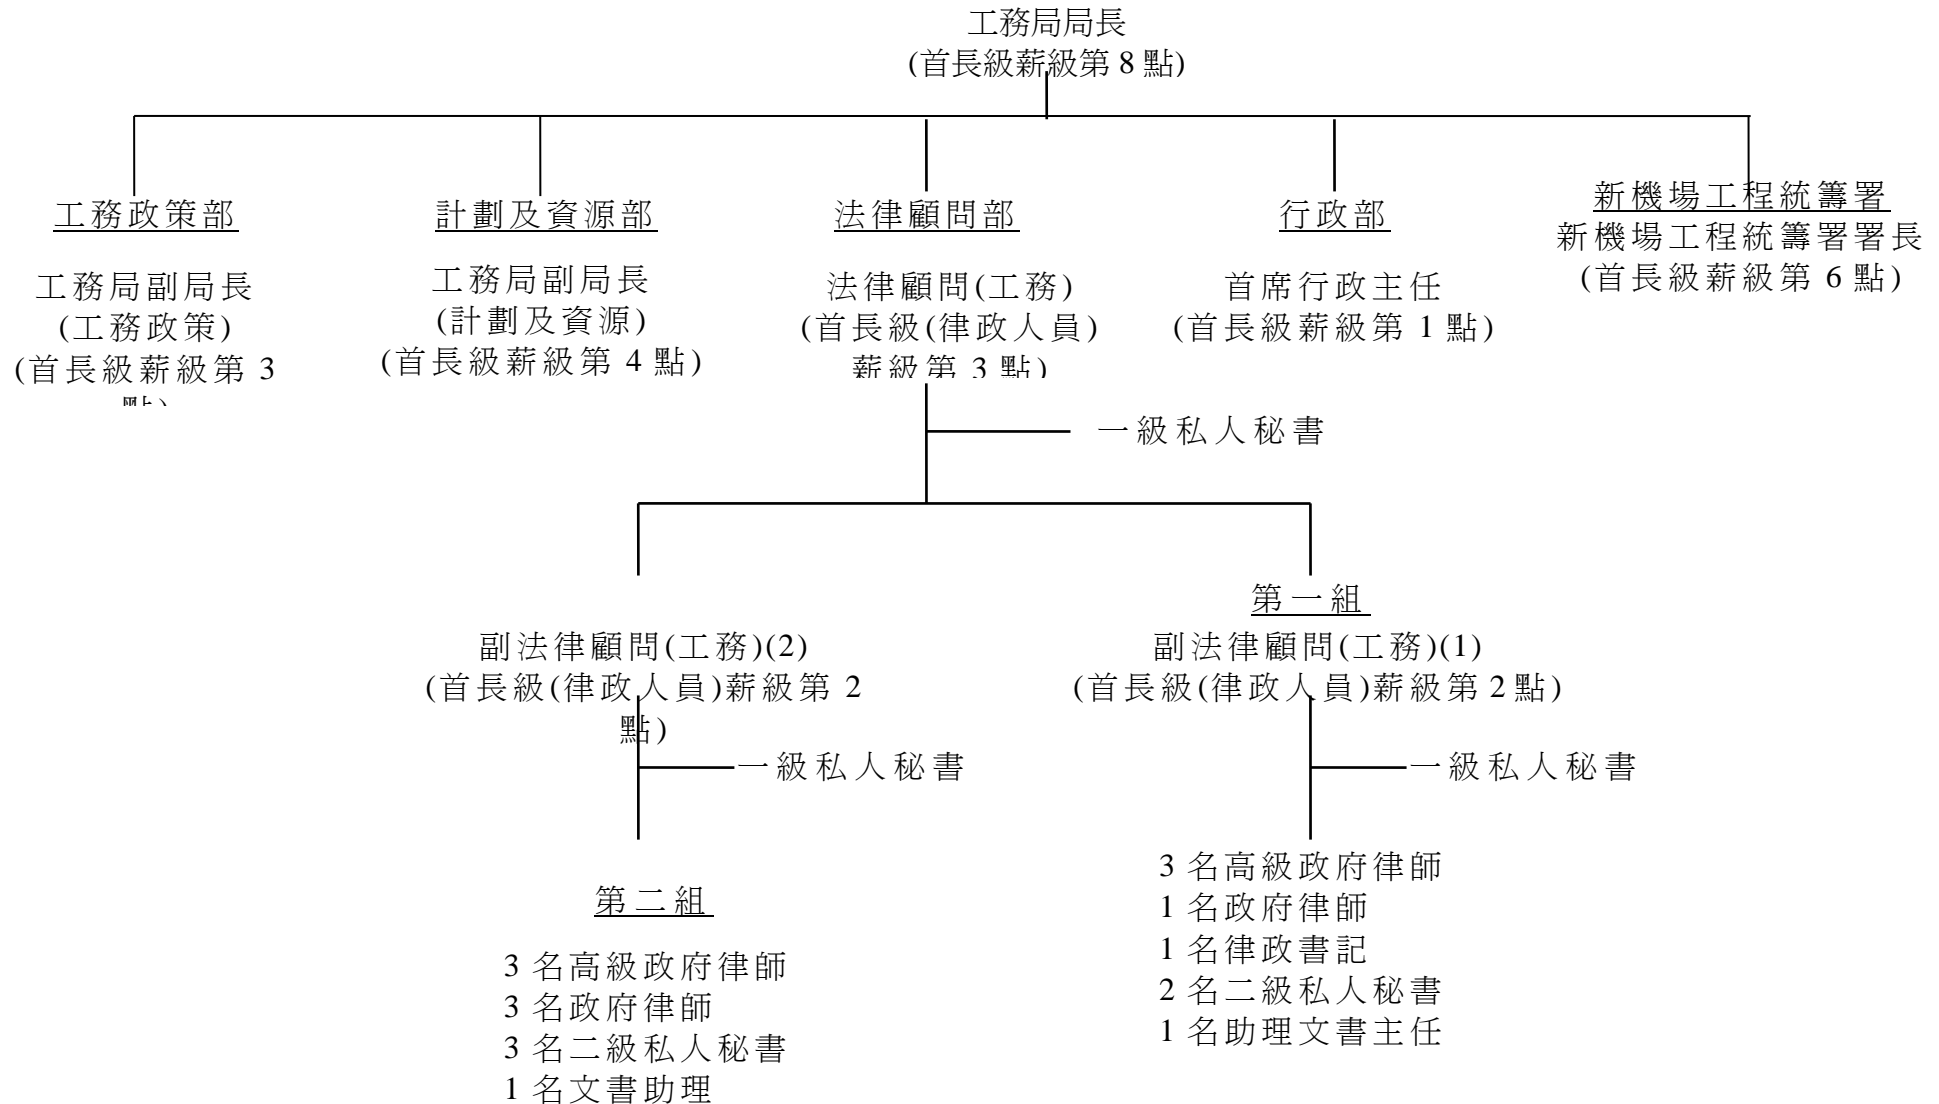 工務局局長
(首長級薪級第 8 點)
工務政策部
工務局副局長
(工務政策)
(首長級薪級第 3
點)
計劃及資源部
工務局副局長
(計劃及資源)
(首長級薪級第 4 點)
法律顧問部
法律顧問(工務)
(首長級(律政人員)
薪級第 3 點)
行政部
首席行政主任
(首長級薪級第 1 點)
新機場工程統籌署
新機場工程統籌署署長
(首長級薪級第 6 點)
一級私人秘書
副法律顧問(工務)(2)
(首長級(律政人員)薪級第 2
點)
一級私人秘書
第二組
3 名高級政府律師
3 名政府律師
3 名二級私人秘書
1 名文書助理
第一組
副法律顧問(工務)(1)
(首長級(律政人員)薪級第 2 點)
一級私人秘書
3 名高級政府律師
1 名政府律師
1 名律政書記
2 名二級私人秘書
1 名助理文書主任